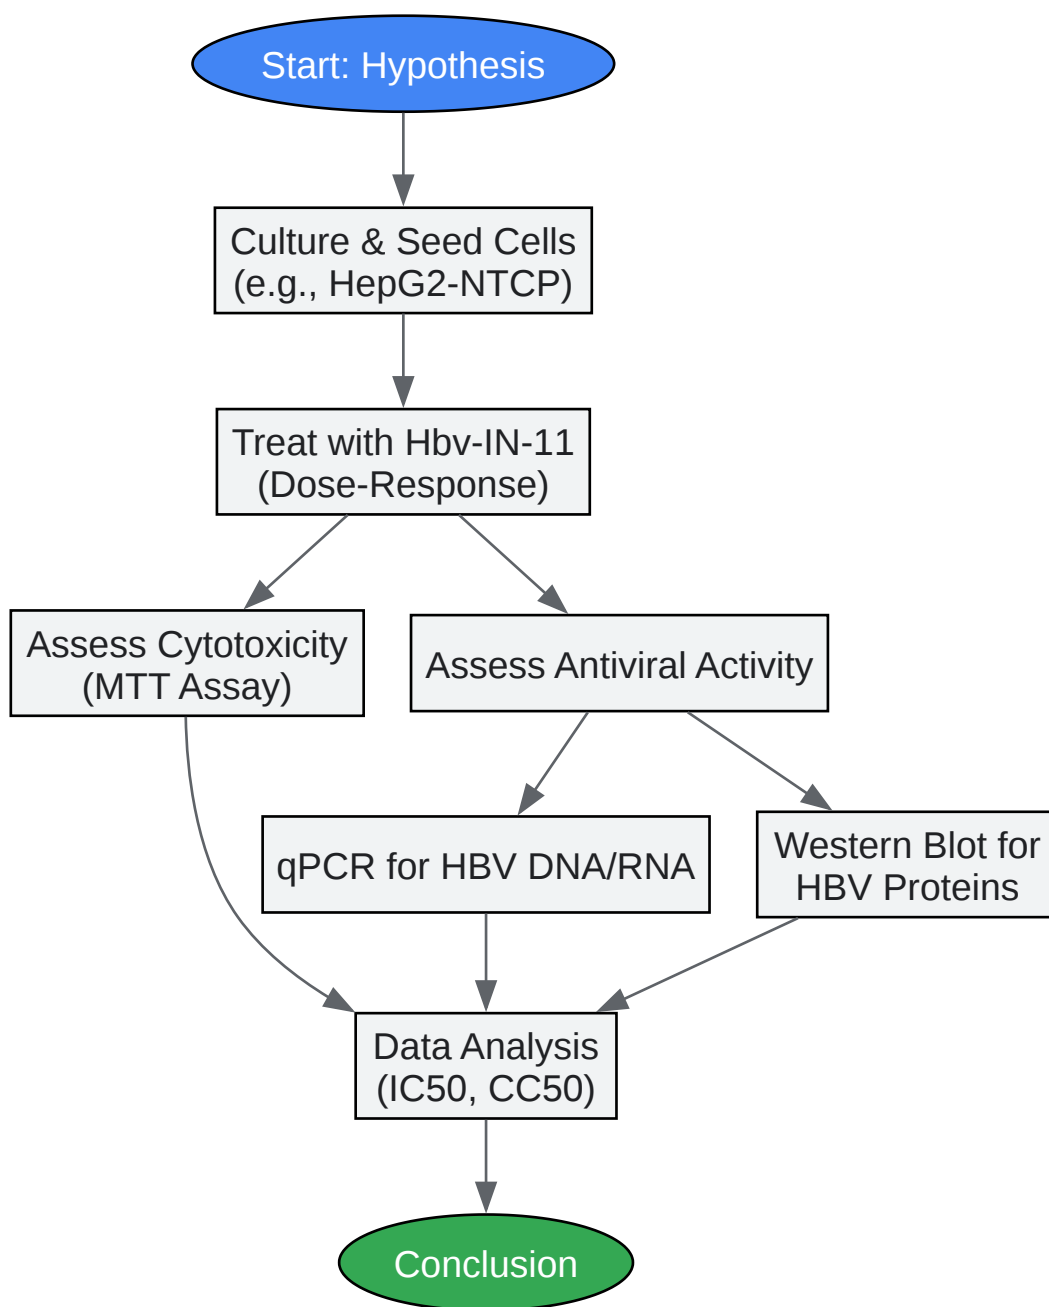 Start: Hypothesis
Culture & Seed Cells
(e.g., HepG2-NTCP)
Treat with Hbv-IN-11
(Dose-Response)
Assess Cytotoxicity
(MTT Assay)
Assess Antiviral Activity
qPCR for HBV DNA/RNA
Western Blot for
HBV Proteins
Data Analysis
(IC50, CC50)
Conclusion